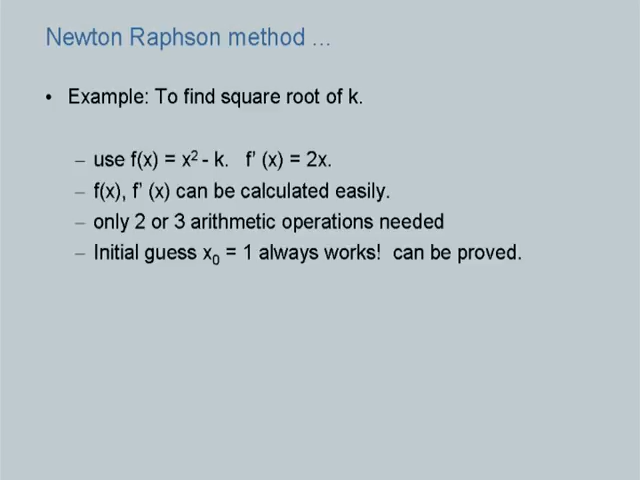 Newton Raphson method ...
• Example: To find square root of k.
– use f(x) = x² - k. f' (x) = 2x.
– f(x), f' (x) can be calculated easily.
– only 2 or 3 arithmetic operations needed
– Initial guess x₀ = 1 always works! can be proved.